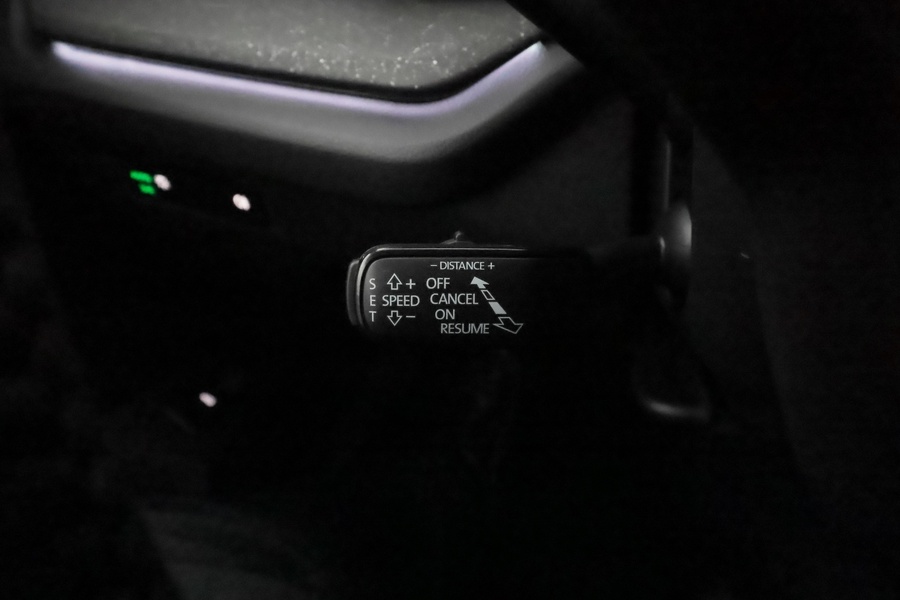 - DISTANCE +
S + OFF
E SPEED CANCEL
T - ON
RESUME